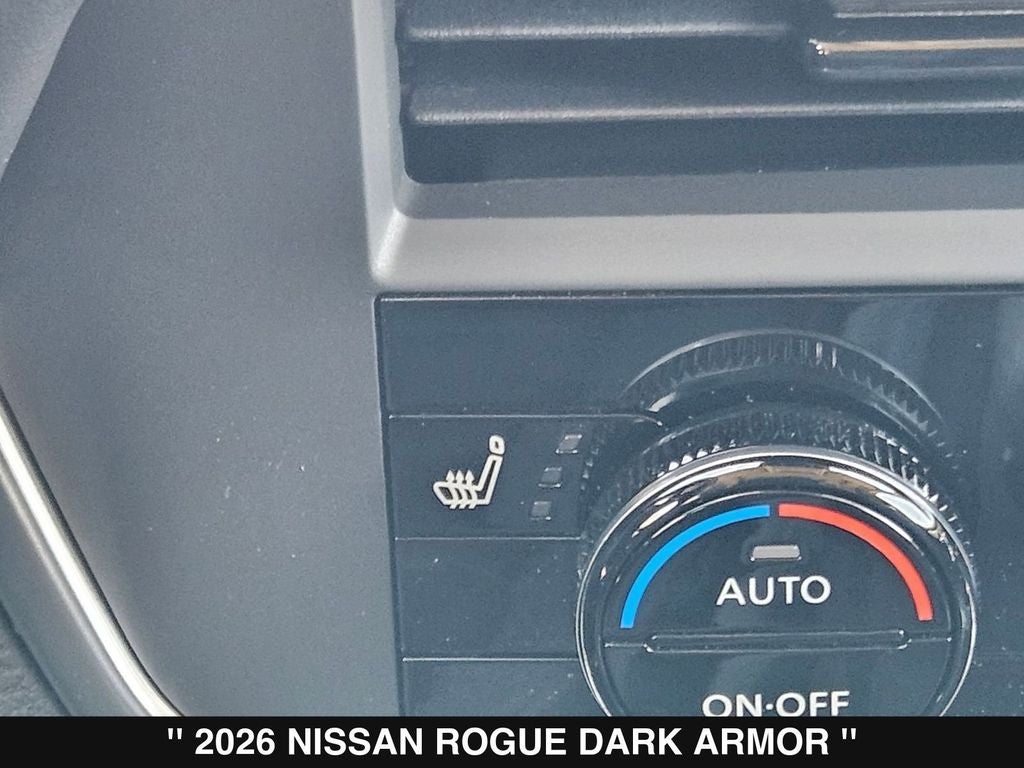 AUTO
ON·OFF
" 2026 NISSAN ROGUE DARK ARMOR "